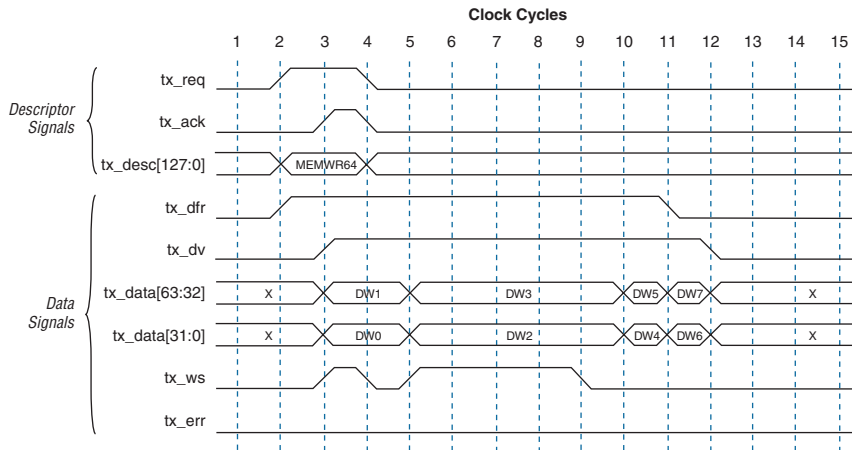 Clock Cycles
1 2 3 4 5 6 7 8 9 10 11 12 13 14 15
Descriptor
Signals
tx_req
tx_ack
tx_desc[127:0] MEMWR64
Data
Signals
tx_dfr
tx_dv
tx_data[63:32] X DW1 DW3 DW5 DW7 X
tx_data[31:0] X DW0 DW2 DW4 DW6 X
tx_ws
tx_err